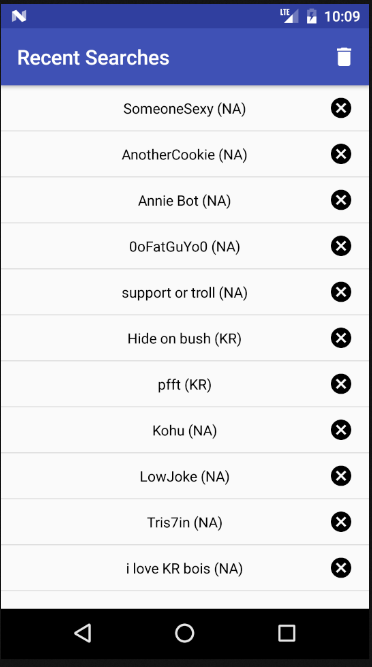 LTE 10:09
Recent Searches
SomeoneSexy (NA)
AnotherCookie (NA)
Annie Bot (NA)
0oFatGuYo0 (NA)
support or troll (NA)
Hide on bush (KR)
pfft (KR)
Kohu (NA)
LowJoke (NA)
Tris7in (NA)
i love KR bois (NA)